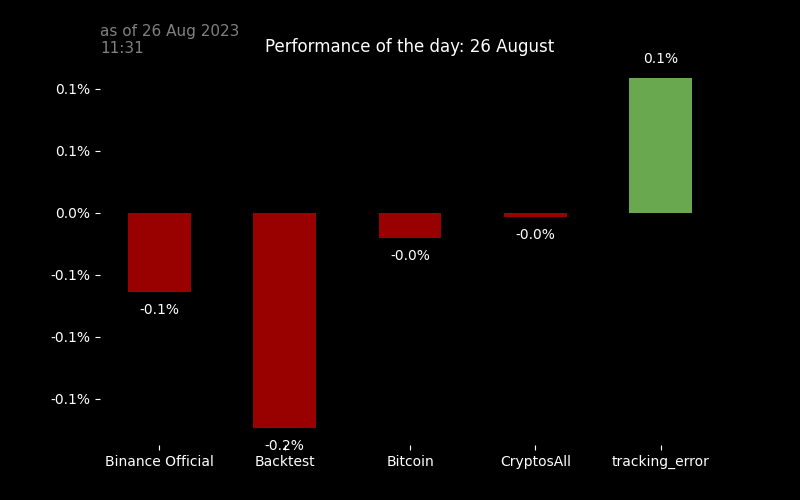 as of 26 Aug 2023
11:31
Performance of the day: 26 August
0.1%
0.1%
0.1%
0.0%
-0.1%
-0.1%
-0.1%
-0.1%
-0.2%
-0.0%
-0.0%
Binance Official
Backtest
Bitcoin
CryptosAll
tracking_error